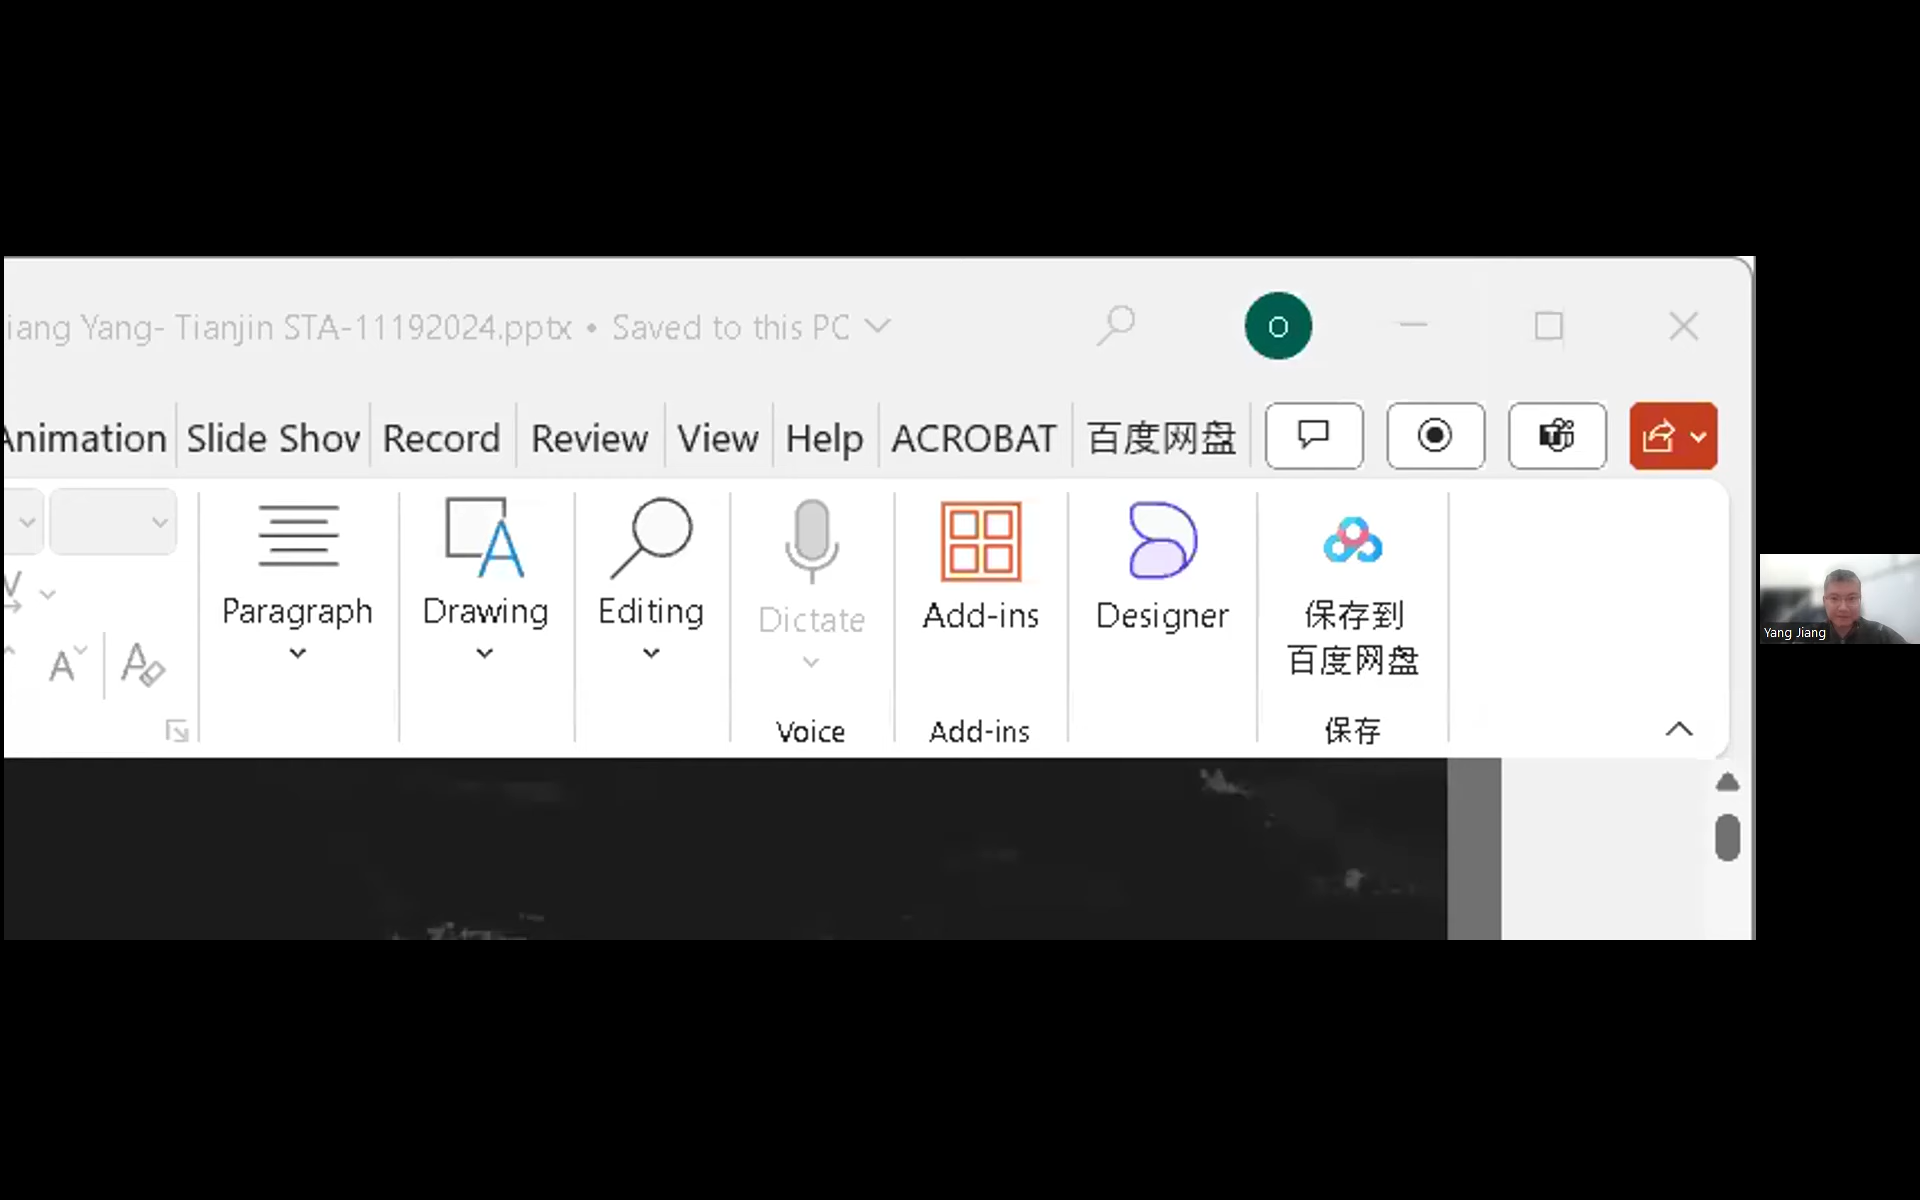 iang Yang- Tianjin STA-11192024.pptx • Saved to this PC
O
Animation Slide Show Record Review View Help ACROBAT 百度网盘
Paragraph Drawing Editing Dictate Add-ins Designer 保存到
百度网盘
Voice Add-ins 保存
Yang Jiang